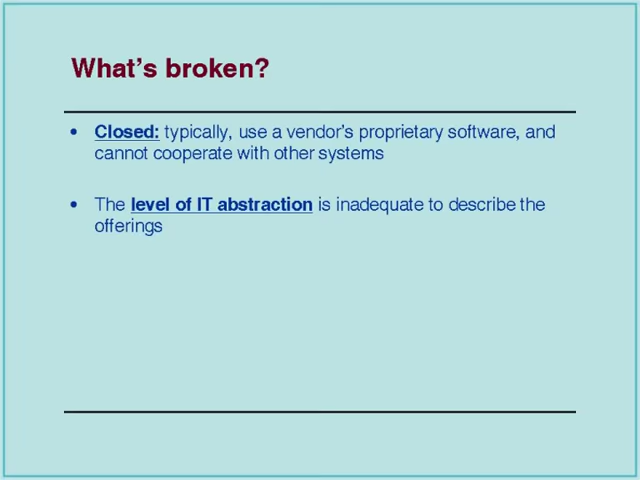 What's broken?
• Closed: typically, use a vendor's proprietary software, and
cannot cooperate with other systems
• The level of IT abstraction is inadequate to describe the
offerings